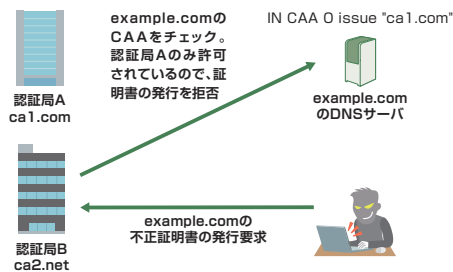 example.comの
CAAをチェック。
認証局Aのみ許可
されているので、証
明書の発行を拒否
IN CAA 0 issue "ca1.com"
認証局A
ca1.com
example.com
のDNSサーバ
example.comの
不正証明書の発行要求
認証局B
ca2.net